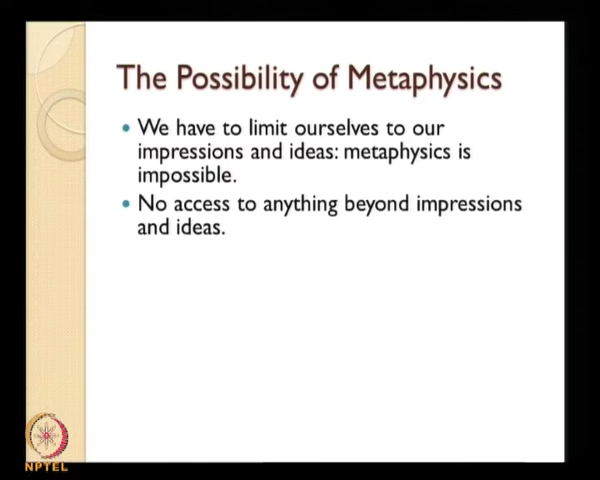 The Possibility of Metaphysics
• We have to limit ourselves to our
impressions and ideas: metaphysics is
impossible.
• No access to anything beyond impressions
and ideas.
NPTEL